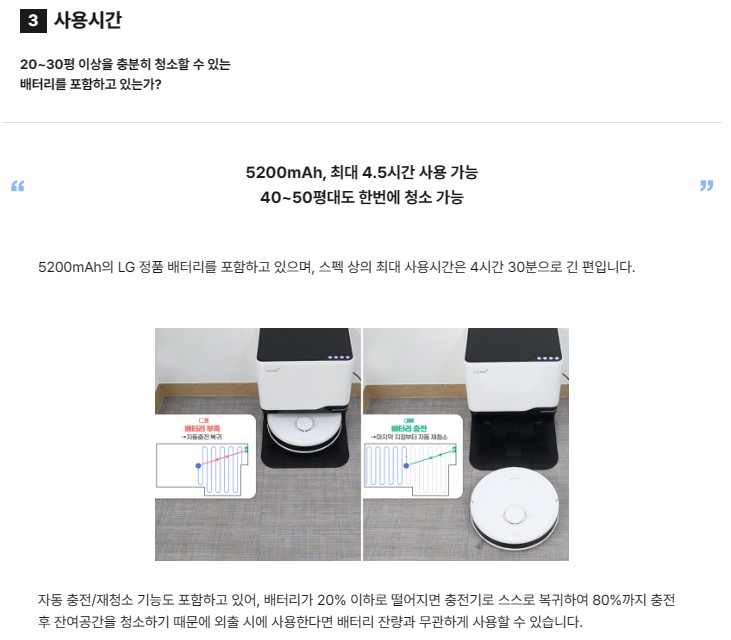 3 사용시간
20~30평 이상을 충분히 청소할 수 있는
배터리를 포함하고 있는가?
“ ”
5200mAh, 최대 4.5시간 사용 가능
40~50평대도 한번에 청소 가능
5200mAh의 LG 정품 배터리를 포함하고 있으며, 스펙 상의 최대 사용시간은 4시간 30분으로 긴 편입니다.
배터리 부족
→자동충전 복귀
배터리 충전
→마지막 지점부터 자동 재청소
자동 충전/재청소 기능도 포함하고 있어, 배터리가 20% 이하로 떨어지면 충전기로 스스로 복귀하여 80%까지 충전
후 잔여공간을 청소하기 때문에 외출 시에 사용한다면 배터리 잔량과 무관하게 사용할 수 있습니다.